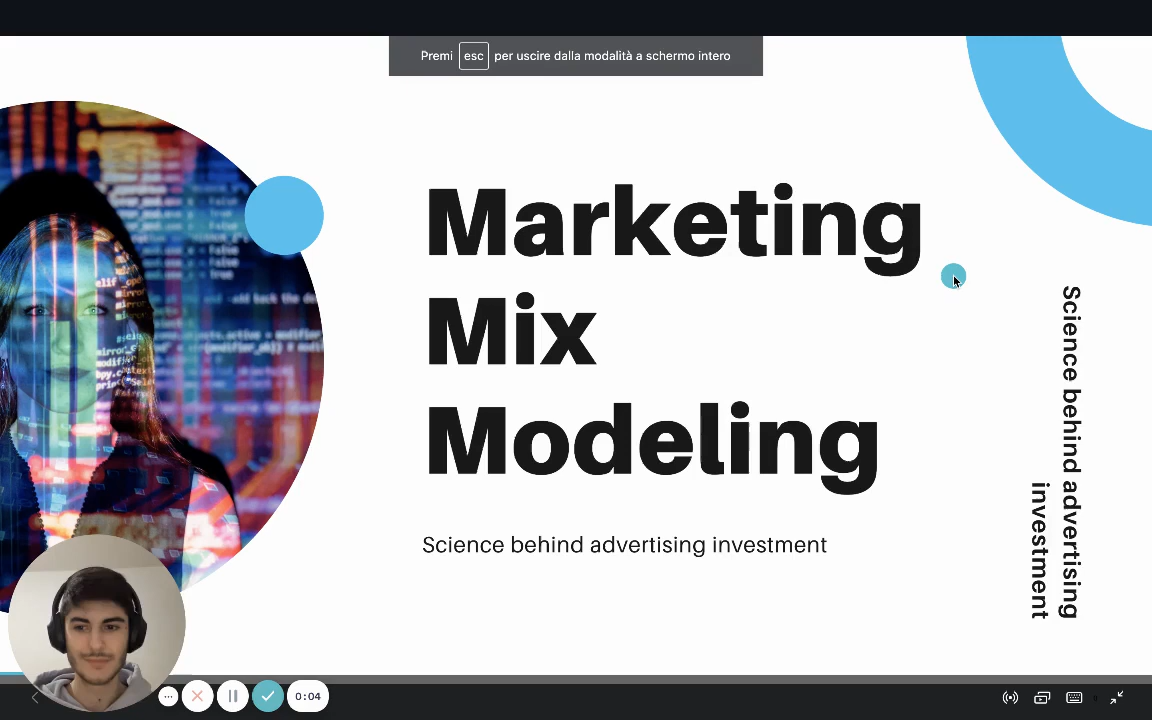 Premi esc per uscire dalla modalità a schermo intero
Marketing
Mix
Modeling
Science behind advertising investment
Science behind advertising
investment
0:04